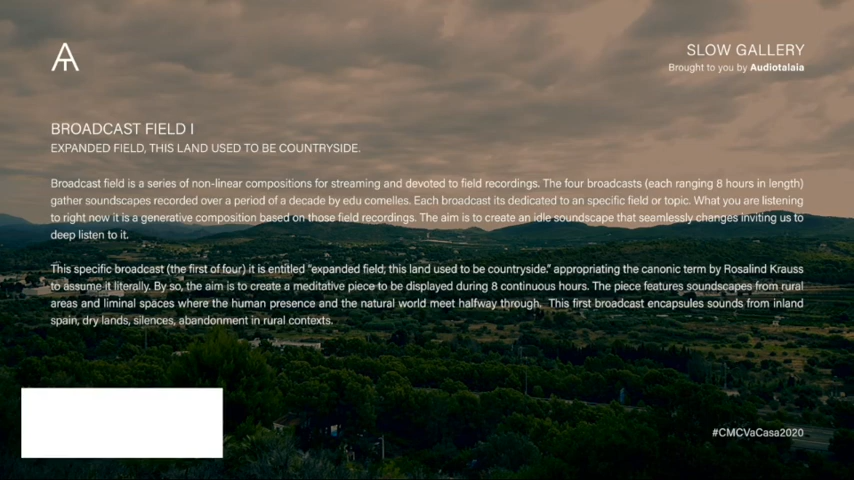 AT
SLOW GALLERY
Brought to you by Audiotalaia
BROADCAST FIELD I
EXPANDED FIELD, THIS LAND USED TO BE COUNTRYSIDE.
Broadcast field is a series of non-linear compositions for streaming and devoted to field recordings. The four broadcasts (each ranging 8 hours in length)
gather soundscapes recorded over a period of a decade by edu comelles. Each broadcast its dedicated to an specific field or topic. What you are listening
to right now it is a generative composition based on those field recordings. The aim is to create an idle soundscape that seamlessly changes inviting us to
deep listen to it.
This specific broadcast (the first of four) it is entitled "expanded field; this land used to be countryside." appropriating the canonic term by Rosalind Krauss
to assume it literally. By so, the aim is to create a meditative piece to be displayed during 8 continuous hours. The piece features soundscapes from rural
areas and liminal spaces where the human presence and the natural world meet halfway through. This first broadcast encapsules sounds from inland
spain, dry lands, silences, abandonment in rural contexts.
#CMCVaCasa2020